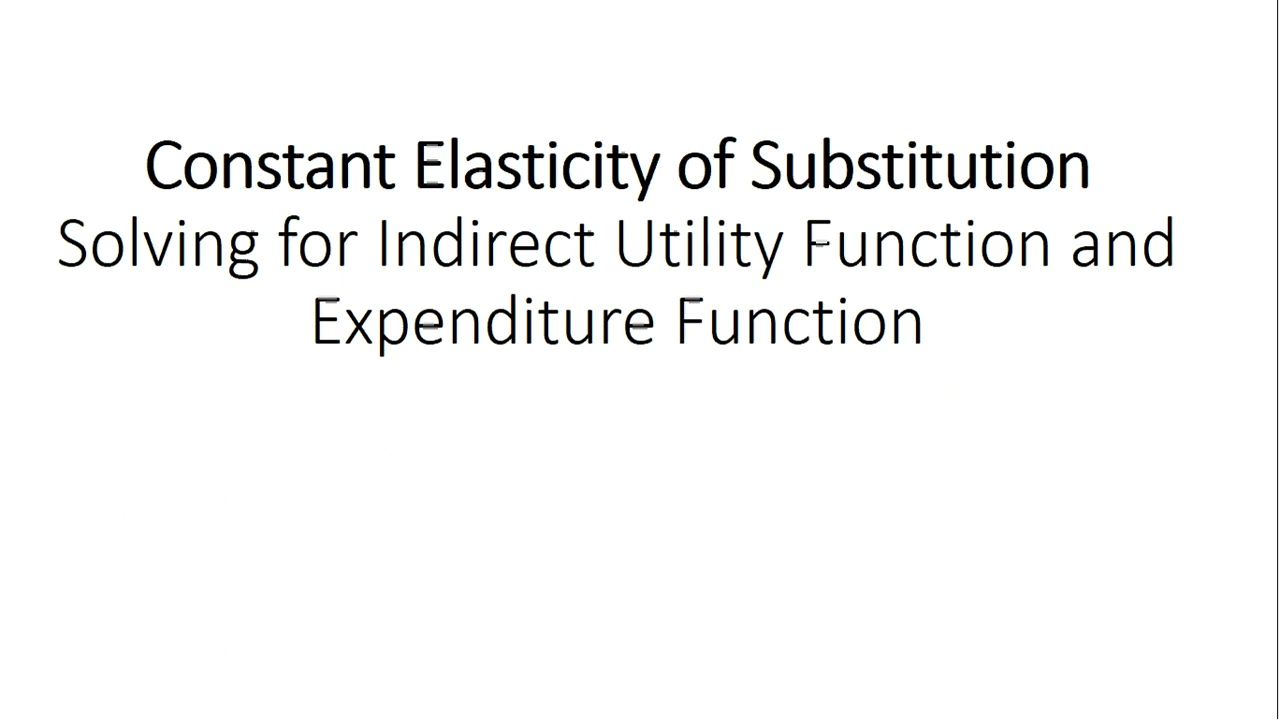 Constant Elasticity of Substitution
Solving for Indirect Utility Function and
Expenditure Function